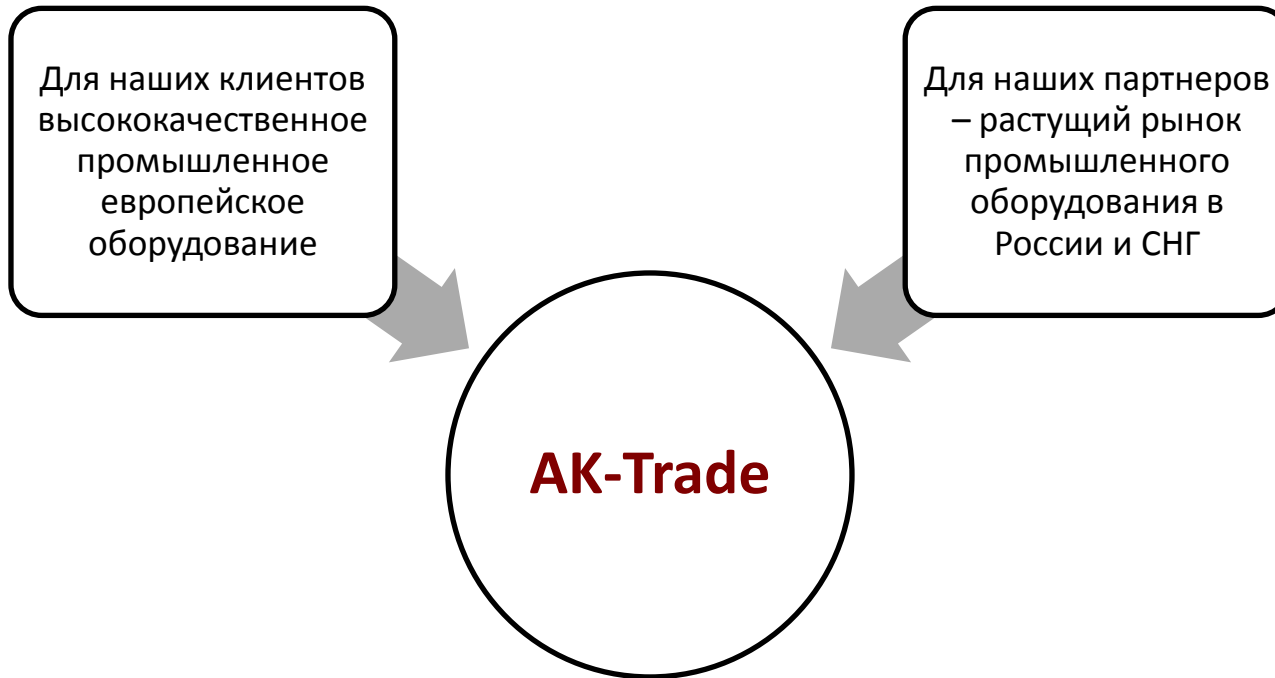 Для наших клиентов
высококачественное
промышленное
европейское
оборудование
Для наших партнеров
– растущий рынок
промышленного
оборудования в
России и СНГ
AK-Trade